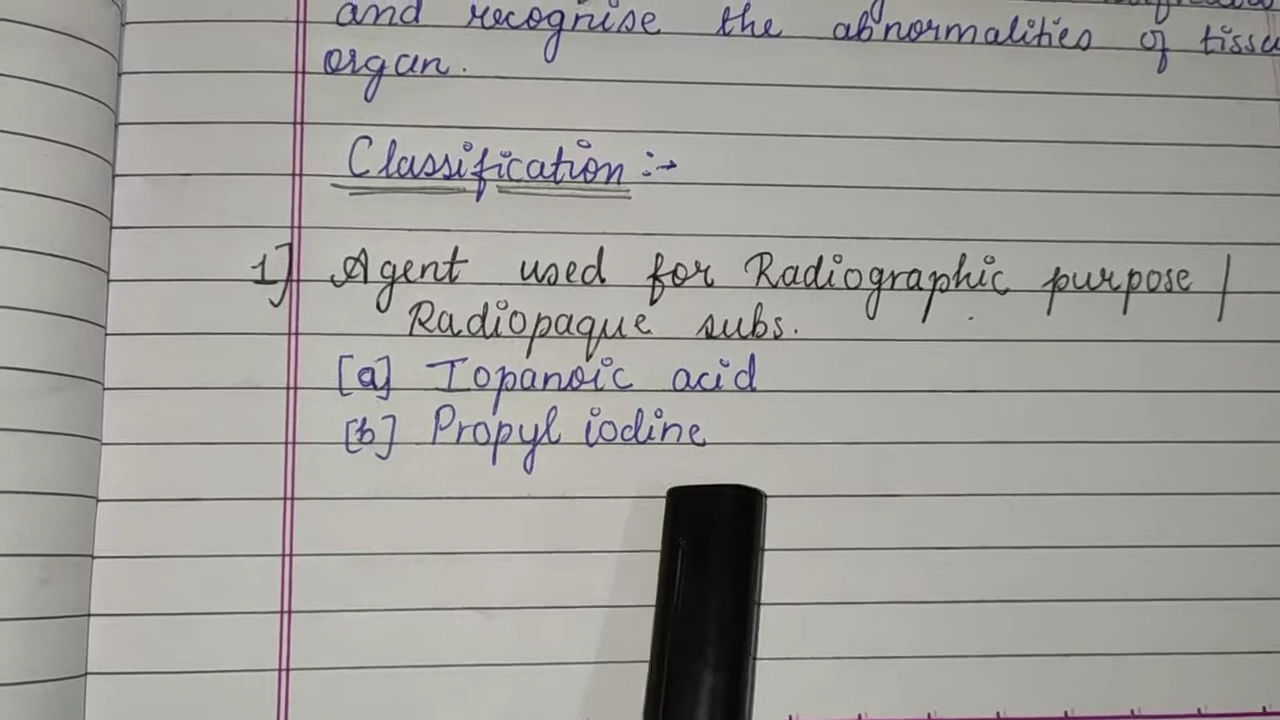 and recognise the abnormalities of
organ.
Classification :→
1] Agent used for Radiographic purpose |
Radiopaque subs.
[a] Iopanoic acid
[b] Propyl iodine